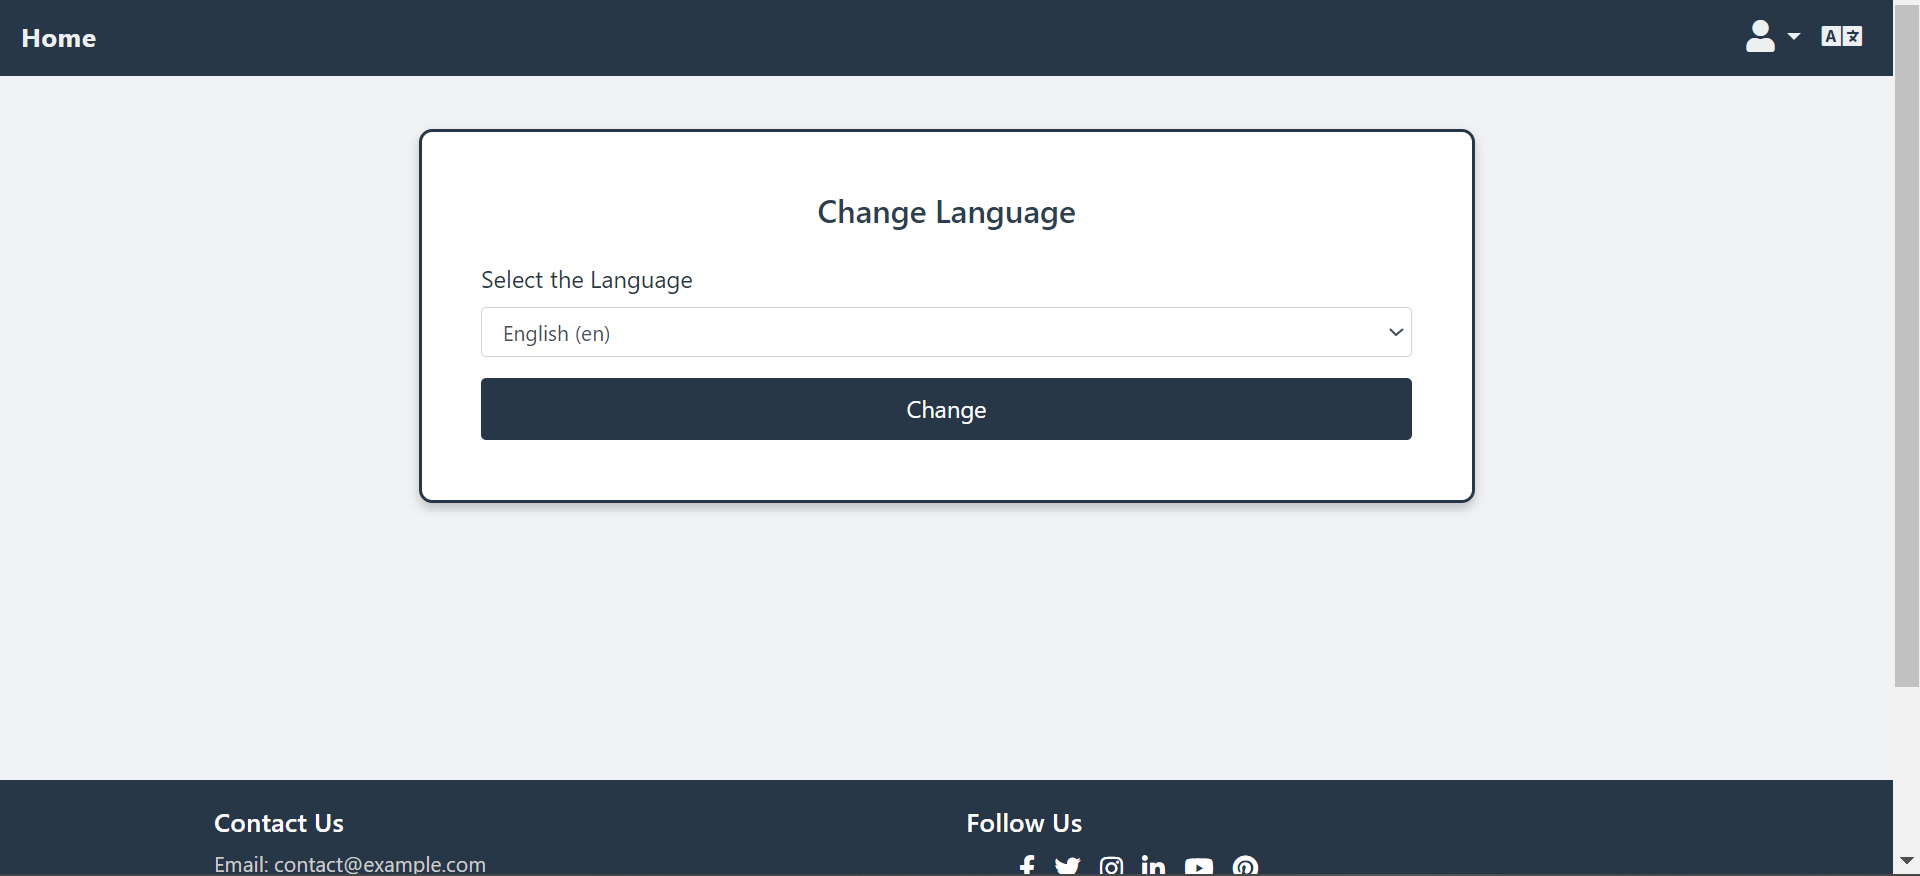 Home
Change Language
Select the Language
English (en)
Change
Contact Us
Follow Us
Email: contact@example.com